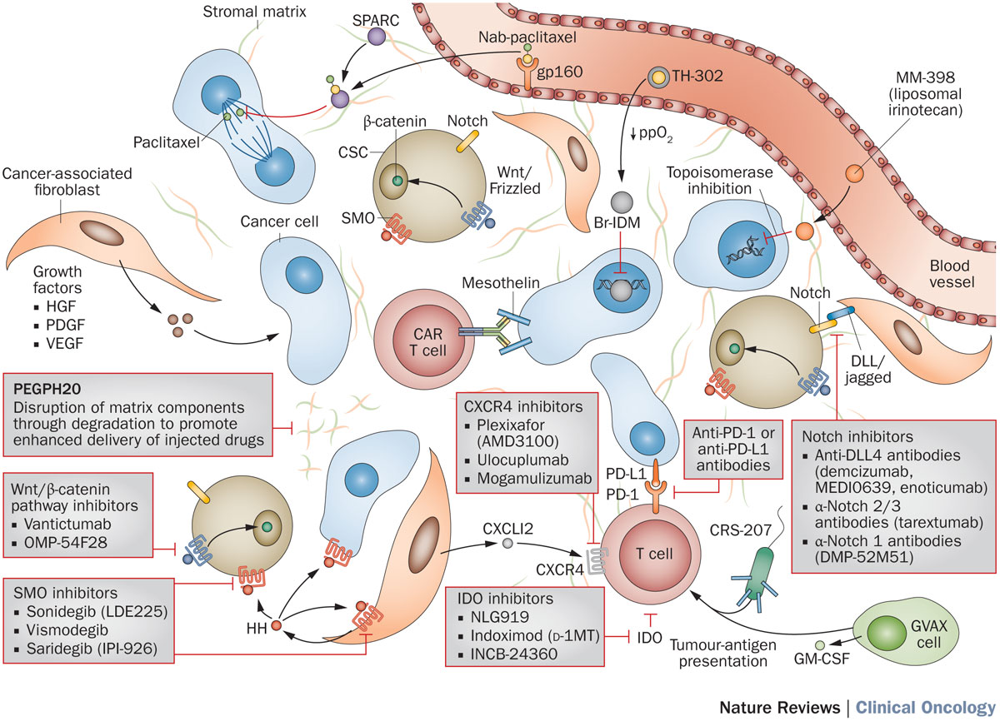 Stromal matrix
SPARC
Nab-paclitaxel
gp160
TH-302
MM-398
(liposomal
irinotecan)
Paclitaxel
β-catenin
Notch
CSC
↓ppO₂
Wnt/
Frizzled
SMO
Br-IDM
Topoisomerase
inhibition
Cancer-associated
fibroblast
Cancer cell
Growth
factors
▪ HGF
▪ PDGF
▪ VEGF
Mesothelin
CAR
T cell
Notch
Blood
vessel
DLL/
jagged
PEGPH20
Disruption of matrix components
through degradation to promote
enhanced delivery of injected drugs
CXCR4 inhibitors
▪ Plexixafor
(AMD3100)
▪ Ulocuplumab
▪ Mogamulizumab
Anti-PD-1 or
anti-PD-L1
antibodies
PD-L1
PD-1
Notch inhibitors
▪ Anti-DLL4 antibodies
(demcizumab,
MEDI0639, enoticumab)
▪ α-Notch 2/3
antibodies (tarextumab)
▪ α-Notch 1 antibodies
(DMP-52M51)
Wnt/β-catenin
pathway inhibitors
▪ Vantictumab
▪ OMP-54F28
CXCLI2
CXCR4
T cell
CRS-207
SMO inhibitors
▪ Sonidegib (LDE225)
▪ Vismodegib
▪ Saridegib (IPI-926)
HH
IDO inhibitors
▪ NLG919
▪ Indoximod (D-1MT)
▪ INCB-24360
IDO
Tumour-antigen
presentation
GVAX
cell
GM-CSF
Nature Reviews | Clinical Oncology